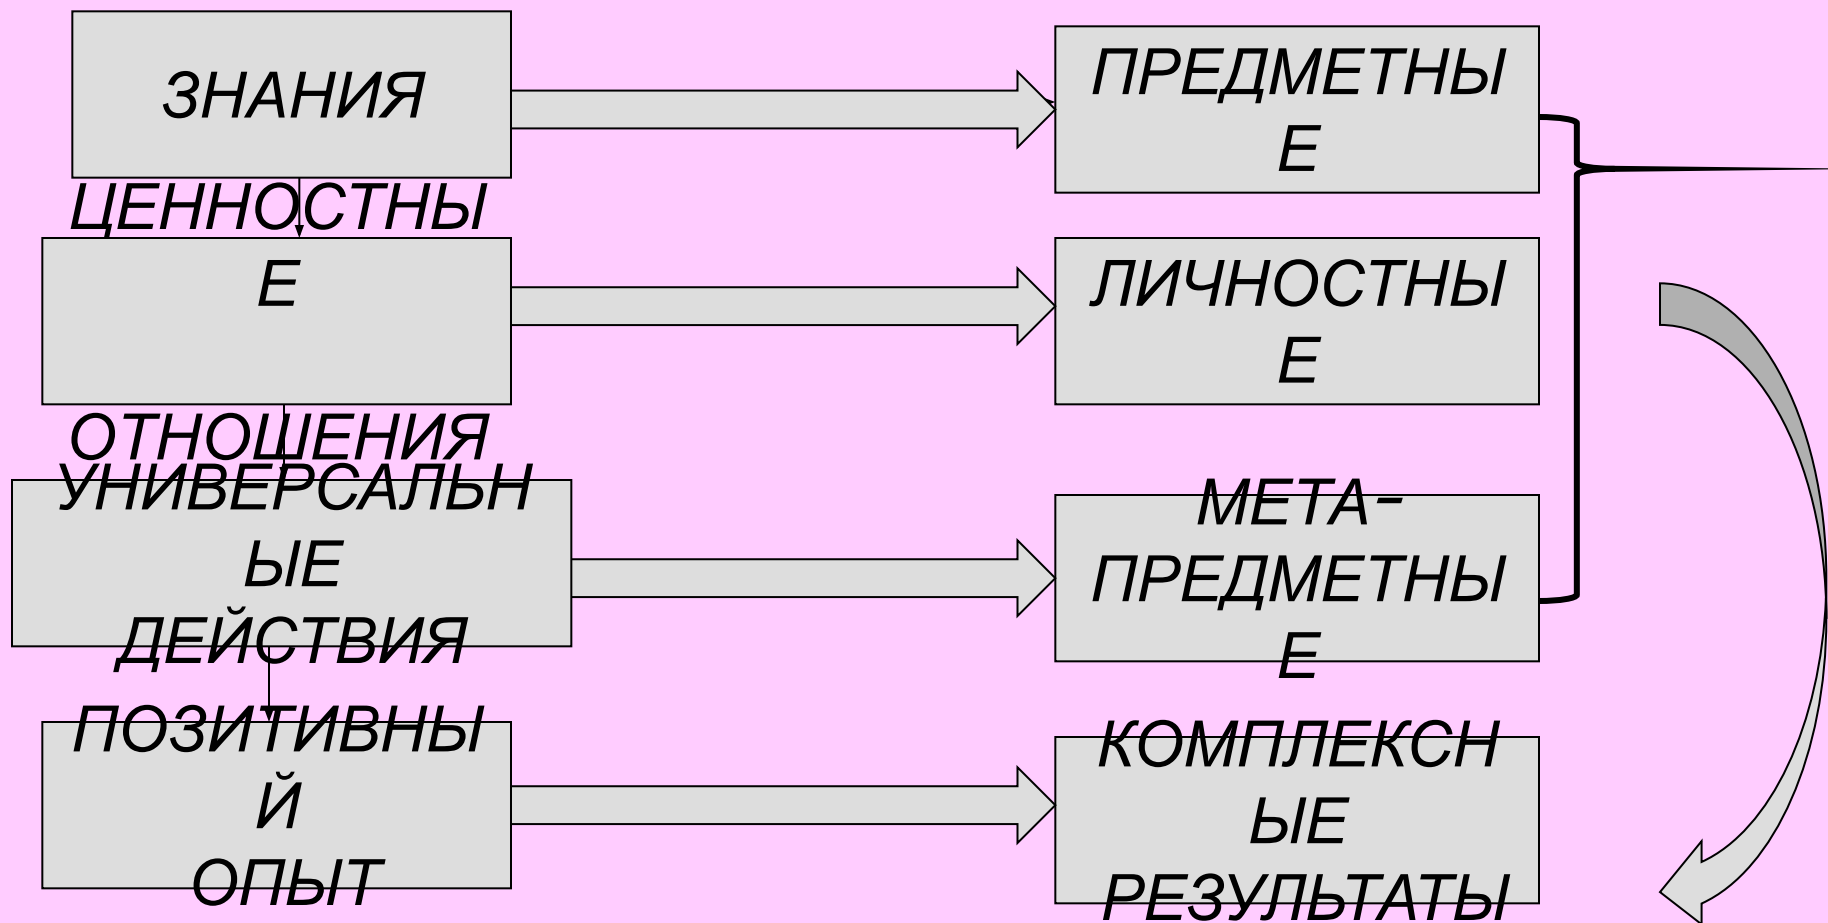 ЗНАНИЯ
ПРЕДМЕТНЫ
Е
ЦЕННОСТНЫ
Е
ОТНОШЕНИЯ
ЛИЧНОСТНЫ
Е
УНИВЕРСАЛЬН
ЫЕ
ДЕЙСТВИЯ
МЕТА-
ПРЕДМЕТНЫ
Е
ПОЗИТИВНЫ
Й
ОПЫТ
КОМПЛЕКСН
ЫЕ
РЕЗУЛЬТАТЫ